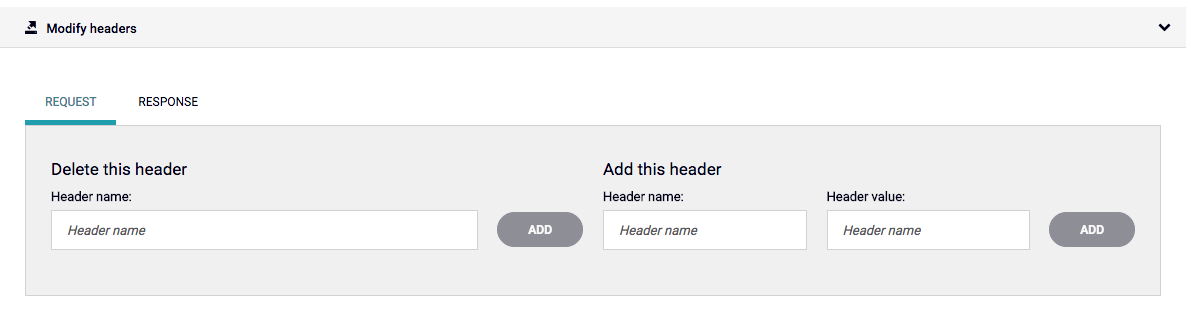 Modify headers
REQUEST RESPONSE
Delete this header
Header name:
Header name
ADD
Add this header
Header name: Header value:
Header name Header name
ADD